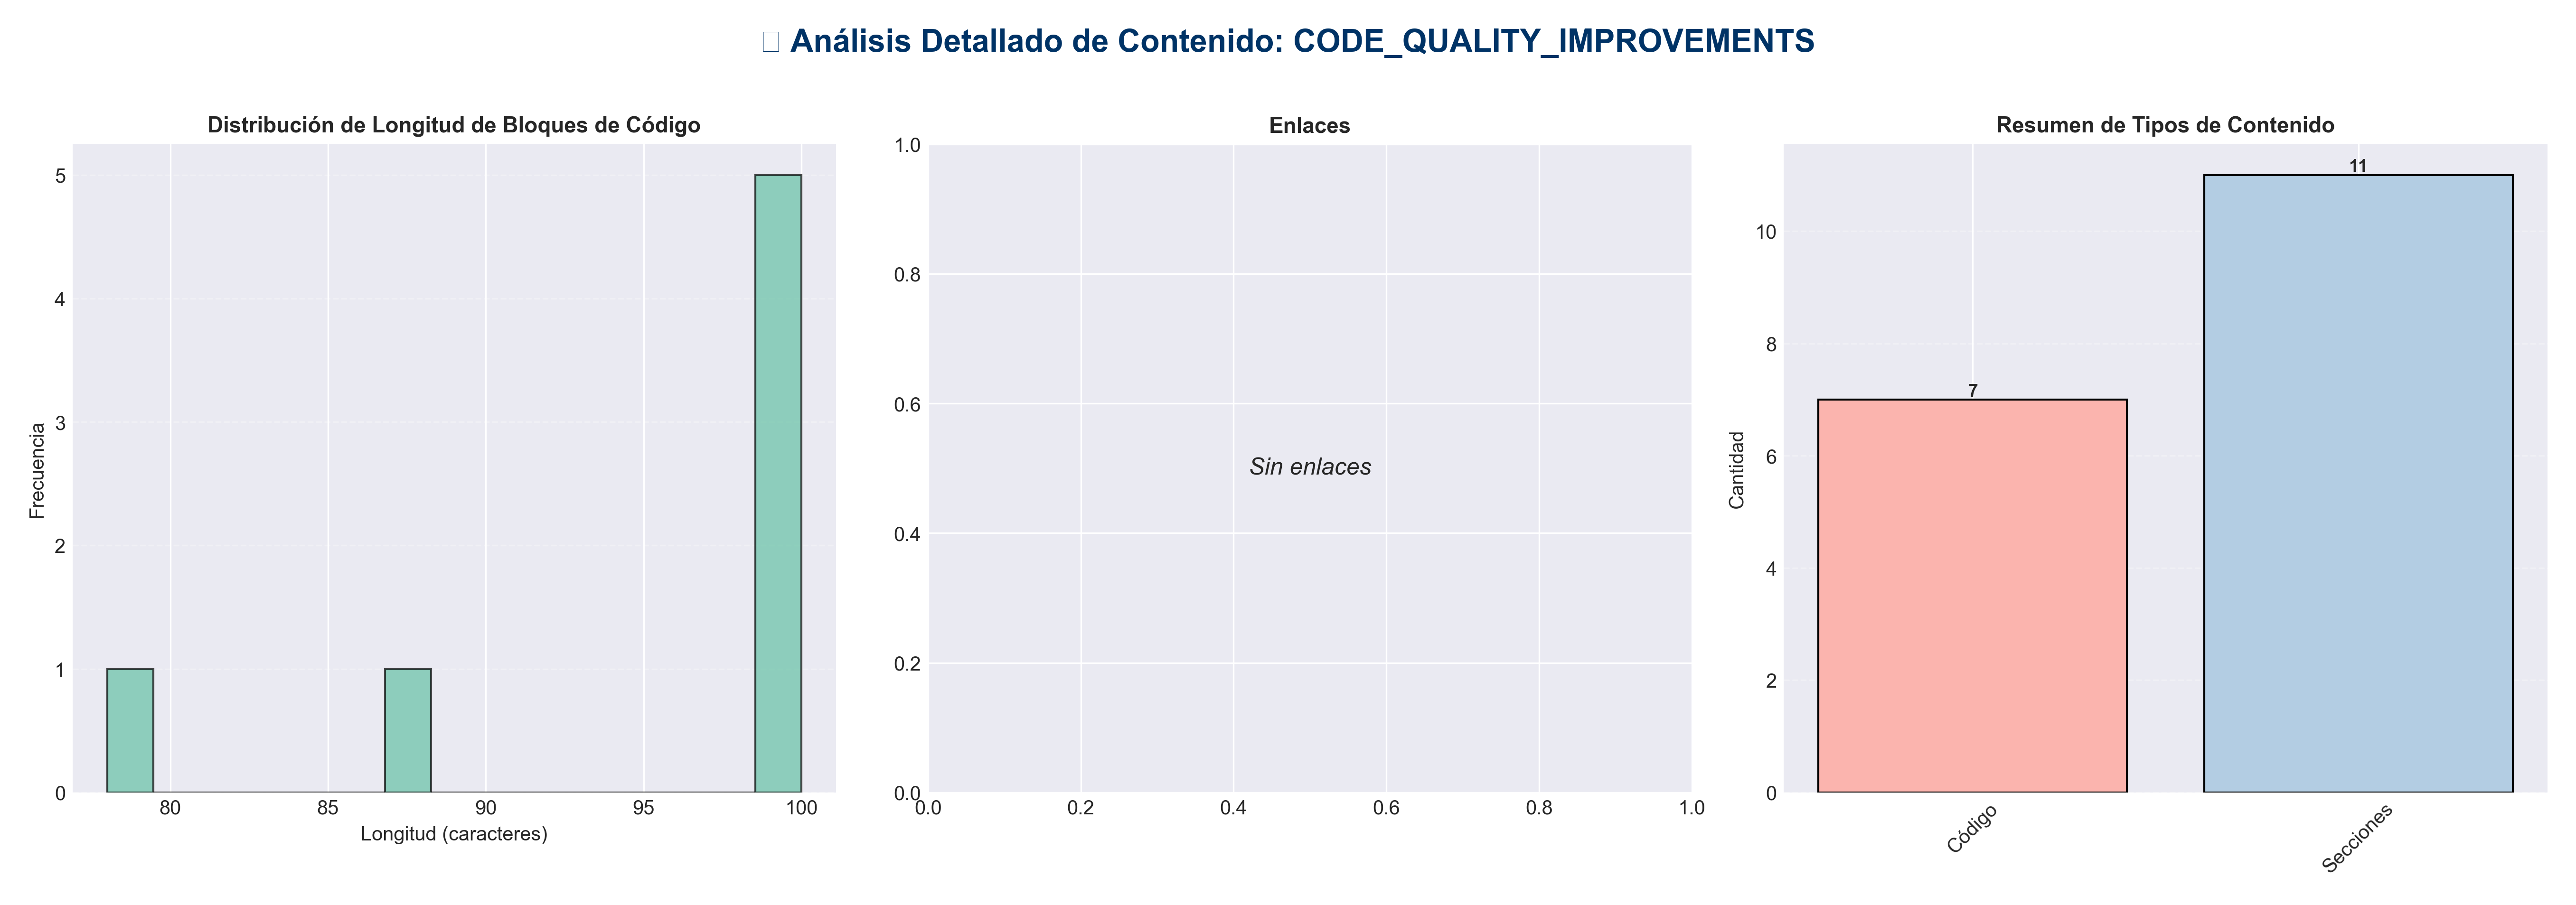 Análisis Detallado de Contenido: CODE_QUALITY_IMPROVEMENTS
Distribución de Longitud de Bloques de Código
5
4
3
2
1
0
Frecuencia
80 85 90 95 100
Longitud (caracteres)
Enlaces
1.0
0.8
0.6
0.4
0.2
0.0
Sin enlaces
0.0 0.2 0.4 0.6 0.8 1.0
Resumen de Tipos de Contenido
10
8
6
4
2
0
Cantidad
7
11
Código
Secciones